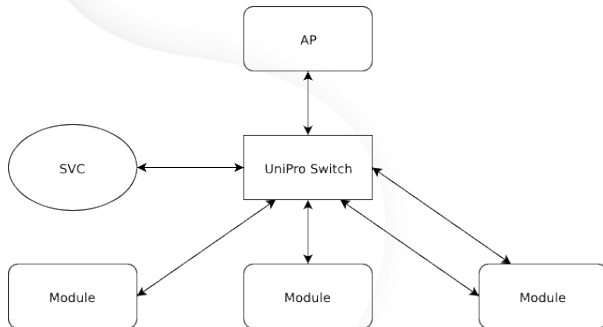 AP
SVC
UniPro Switch
Module
Module
Module